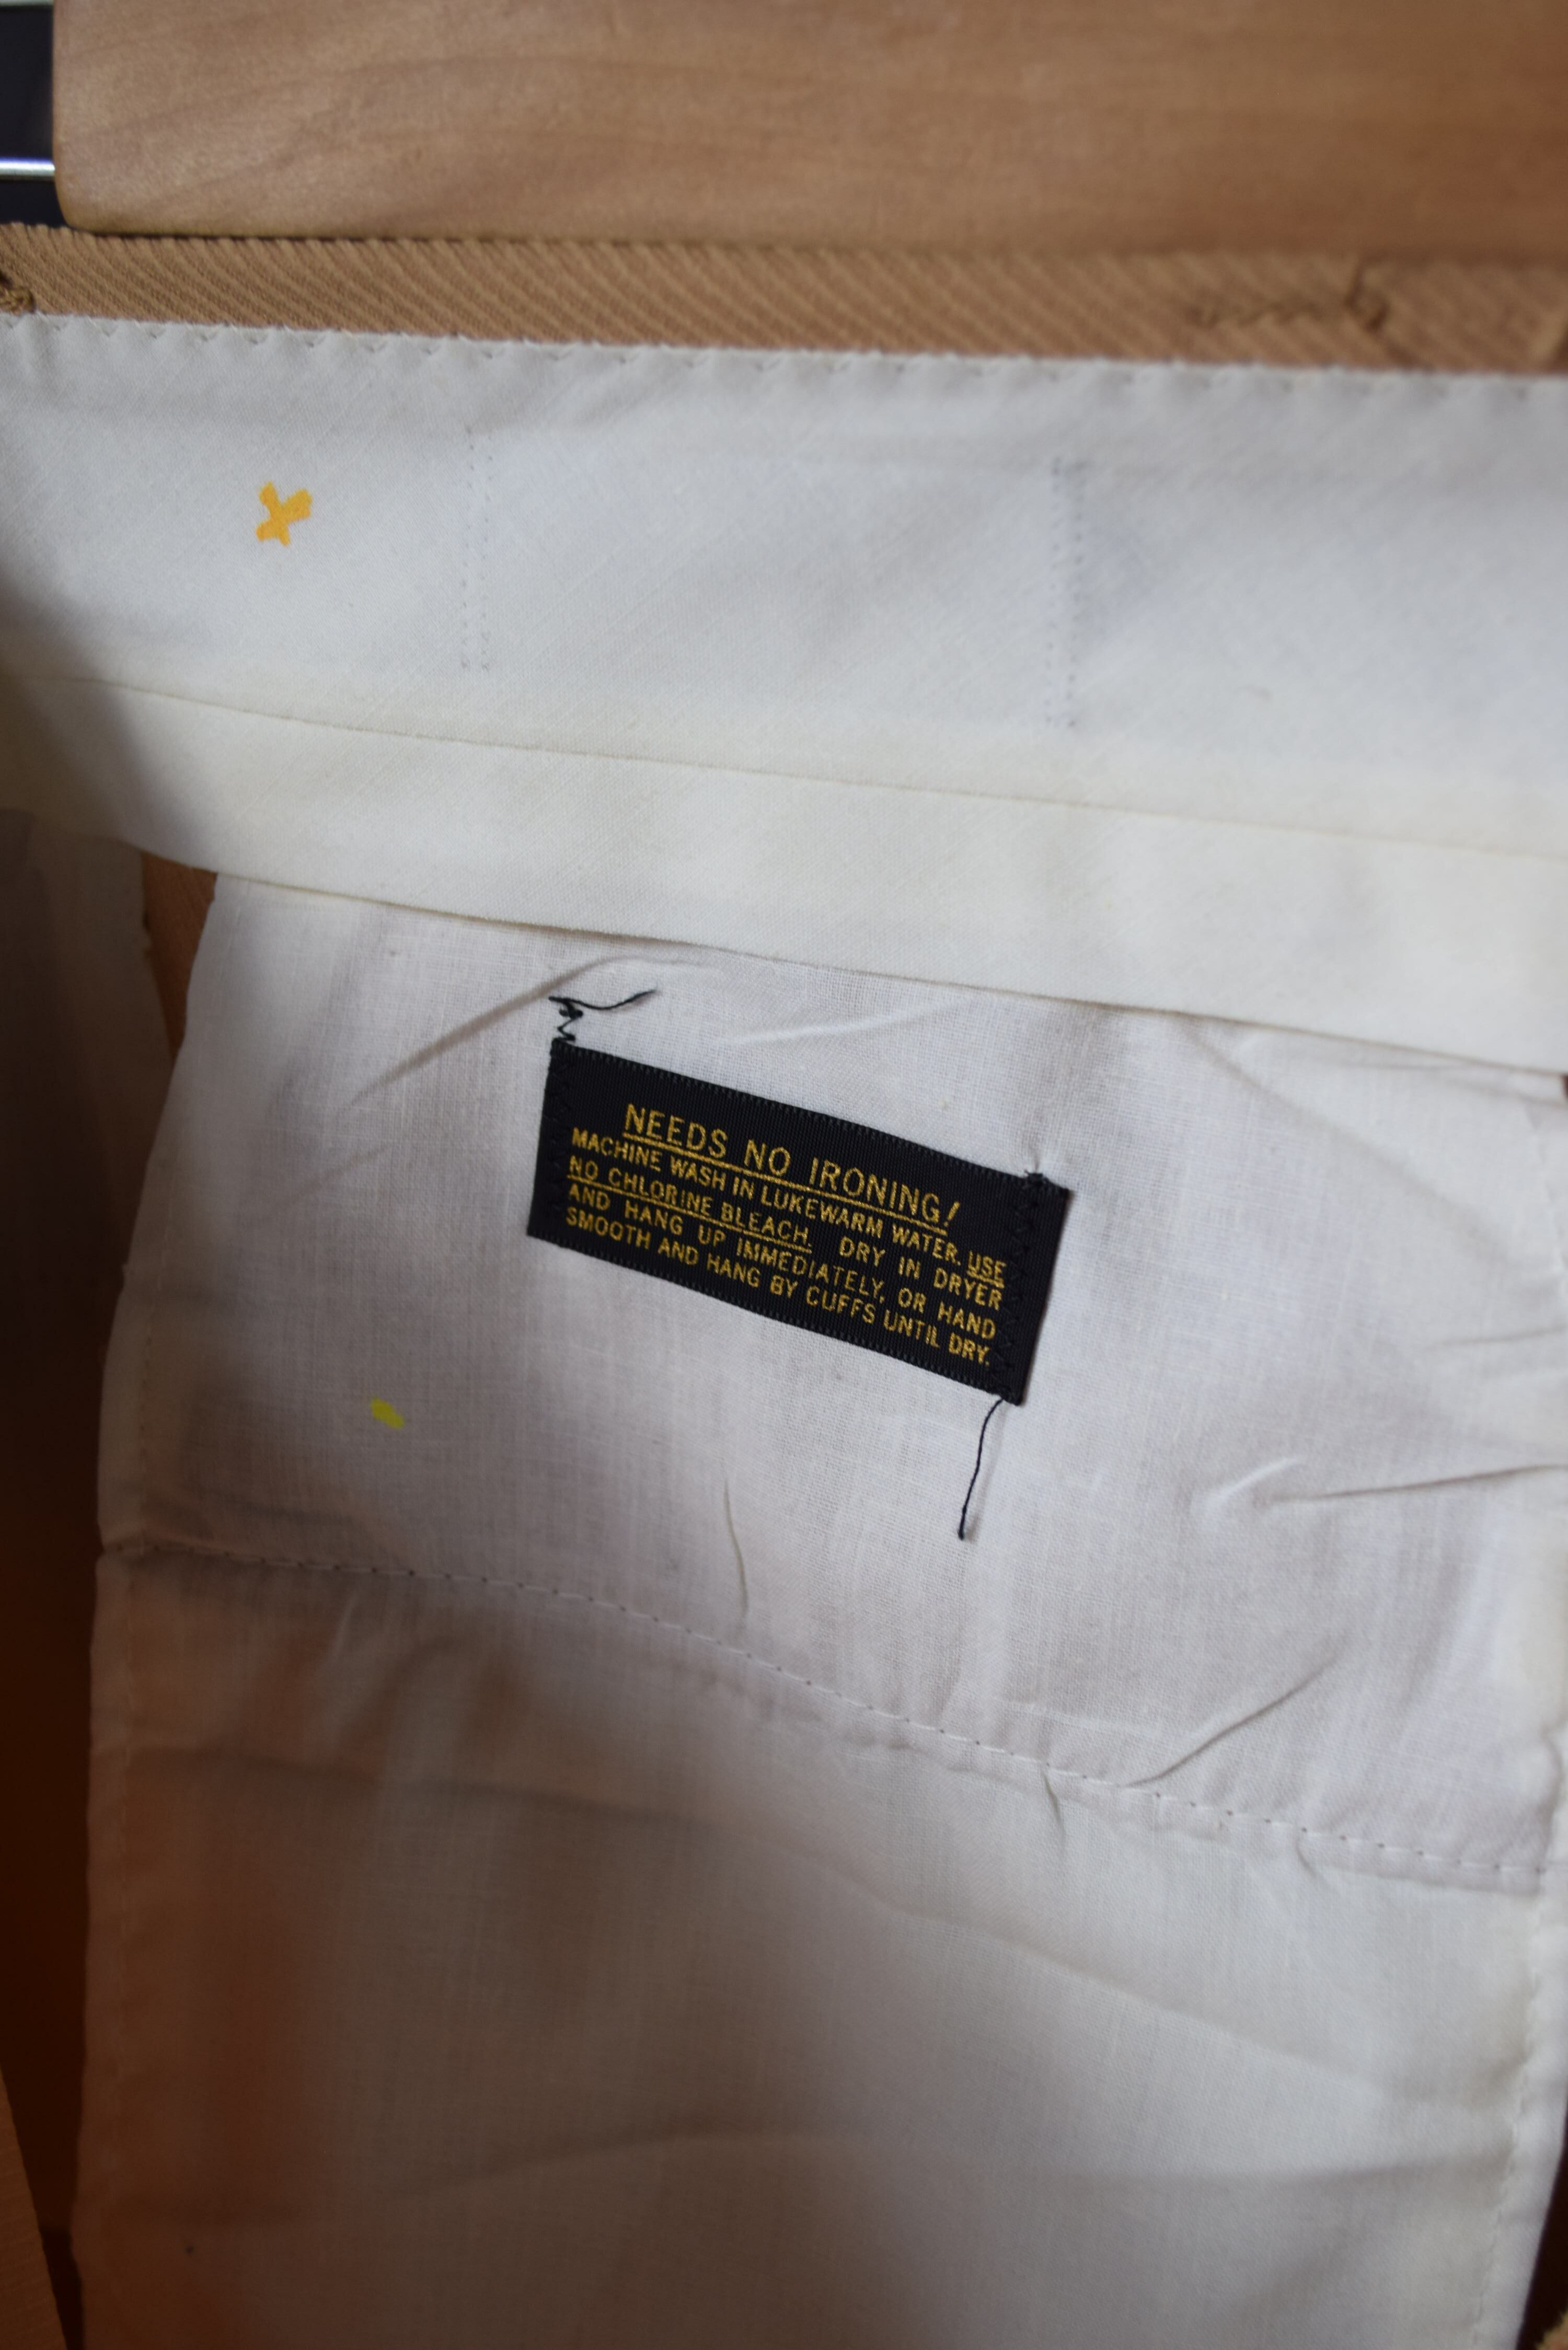 NEEDS NO IRONING!
MACHINE WASH IN LUKEWARM WATER. USE
NO CHLORINE BLEACH. DRY IN DRYER
AND HANG UP IMMEDIATELY, OR HAND
SMOOTH AND HANG BY CUFFS UNTIL DRY.